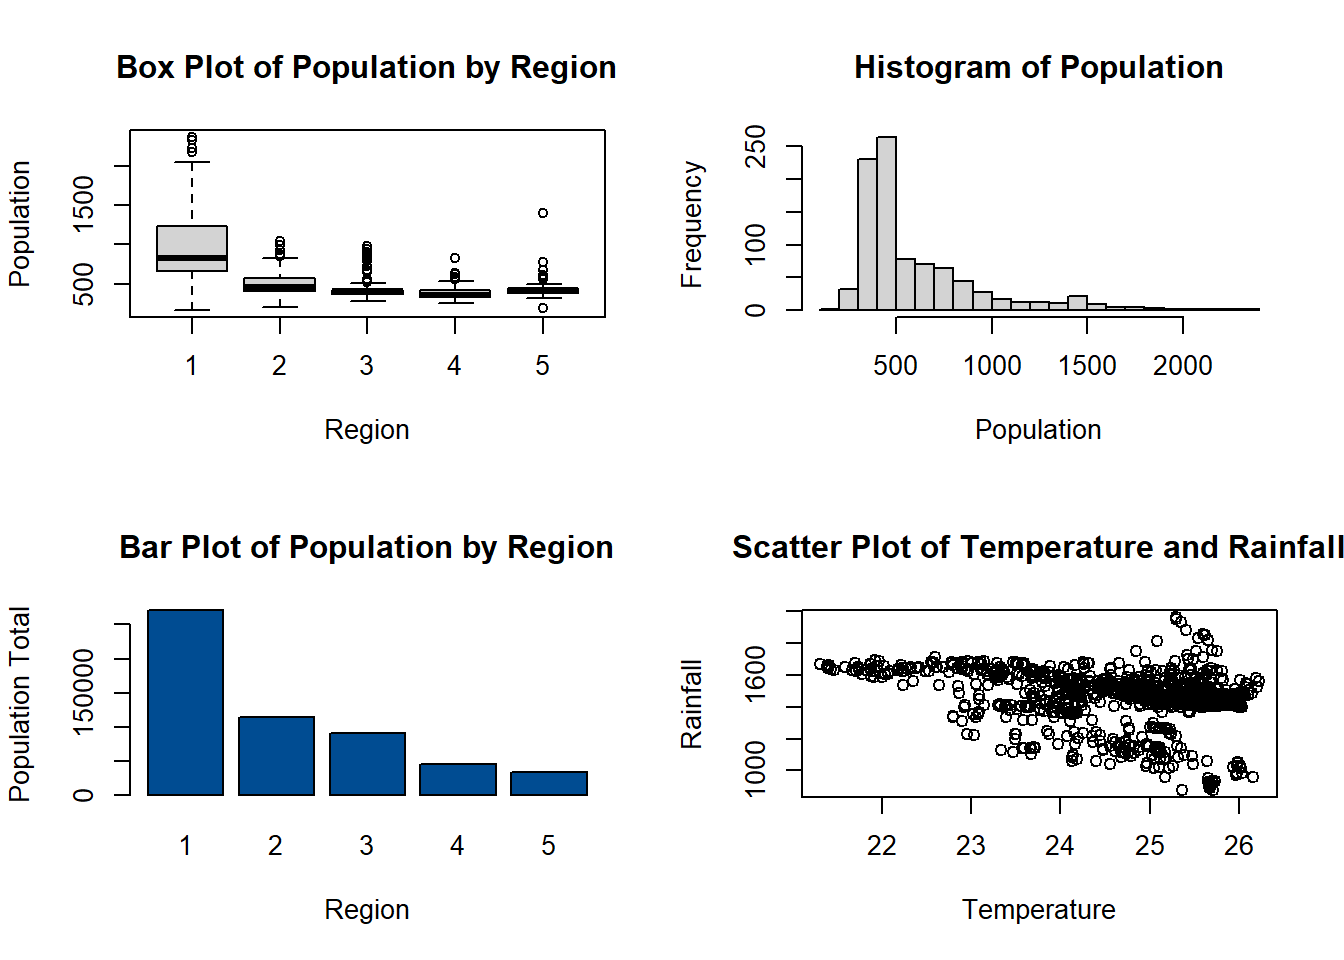 Box Plot of Population by Region
Population
500
1500
1
2
3
4
5
Region
Histogram of Population
Frequency
0
100
250
500
1000
1500
2000
Population
Bar Plot of Population by Region
Population Total
0
150000
1
2
3
4
5
Region
Scatter Plot of Temperature and Rainfall
Rainfall
1000
1600
22
23
24
25
26
Temperature